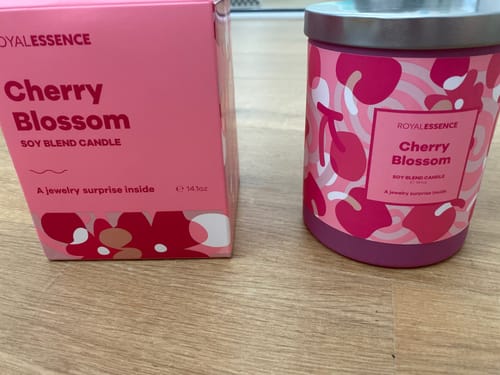 OYALESSENCE
Cherry
Blossom
SOY BLEND CANDLE
A jewelry surprise inside
℮ 14.1oz
ROYALESSENCE
Cherry
Blossom
SOY BLEND CANDLE
A jewelry surprise inside